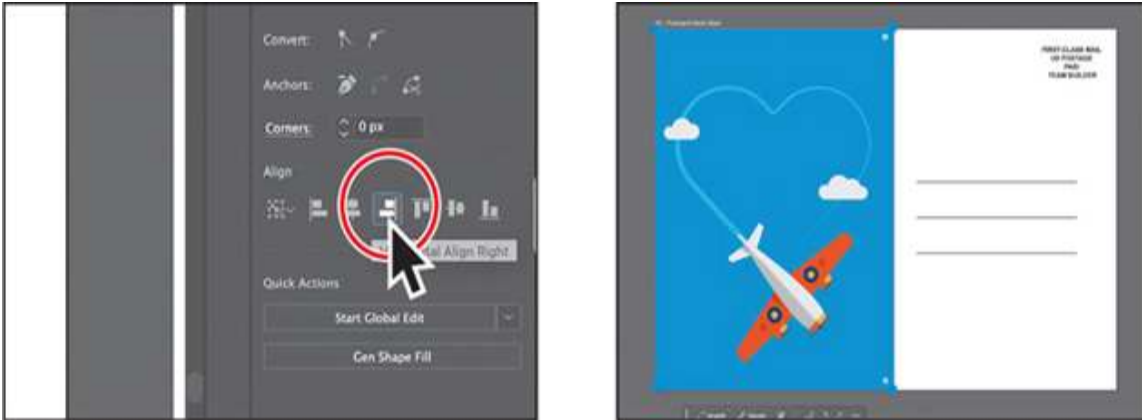 Convert:
Anchors:
Corners: 0 px
Align
Horizontal Align Right
Quick Actions
Start Global Edit
Gen Shape Fill
FIRST-CLASS MAIL
US POSTAGE
PAID
TEAM BUILDER